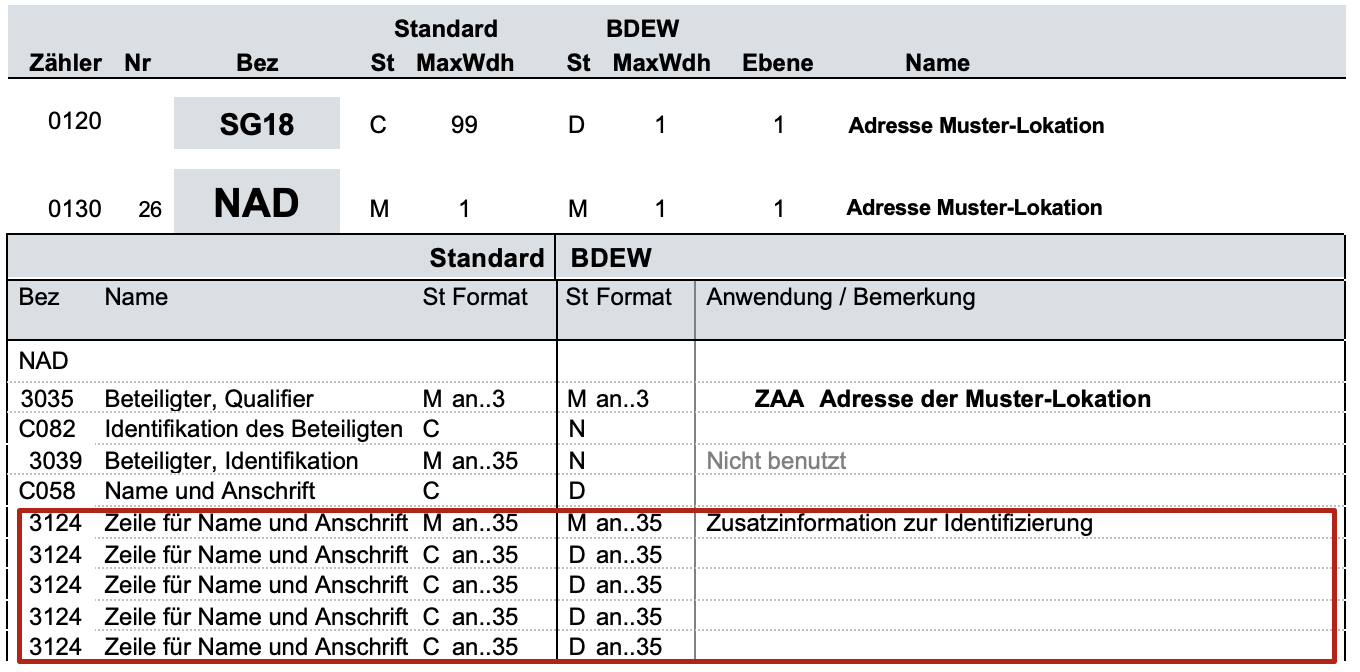 Standard BDEW
Zähler Nr Bez St MaxWdh St MaxWdh Ebene Name
0120 SG18 C 99 D 1 1 Adresse Muster-Lokation
0130 26 NAD M 1 M 1 1 Adresse Muster-Lokation
Standard BDEW
Bez Name St Format St Format Anwendung / Bemerkung
NAD
3035 Beteiligter, Qualifier M an..3 M an..3 ZAA Adresse der Muster-Lokation
C082 Identifikation des Beteiligten C N
3039 Beteiligter, Identifikation M an..35 N Nicht benutzt
C058 Name und Anschrift C D
3124 Zeile für Name und Anschrift M an..35 M an..35 Zusatzinformation zur Identifizierung
3124 Zeile für Name und Anschrift C an..35 D an..35
3124 Zeile für Name und Anschrift C an..35 D an..35
3124 Zeile für Name und Anschrift C an..35 D an..35
3124 Zeile für Name und Anschrift C an..35 D an..35